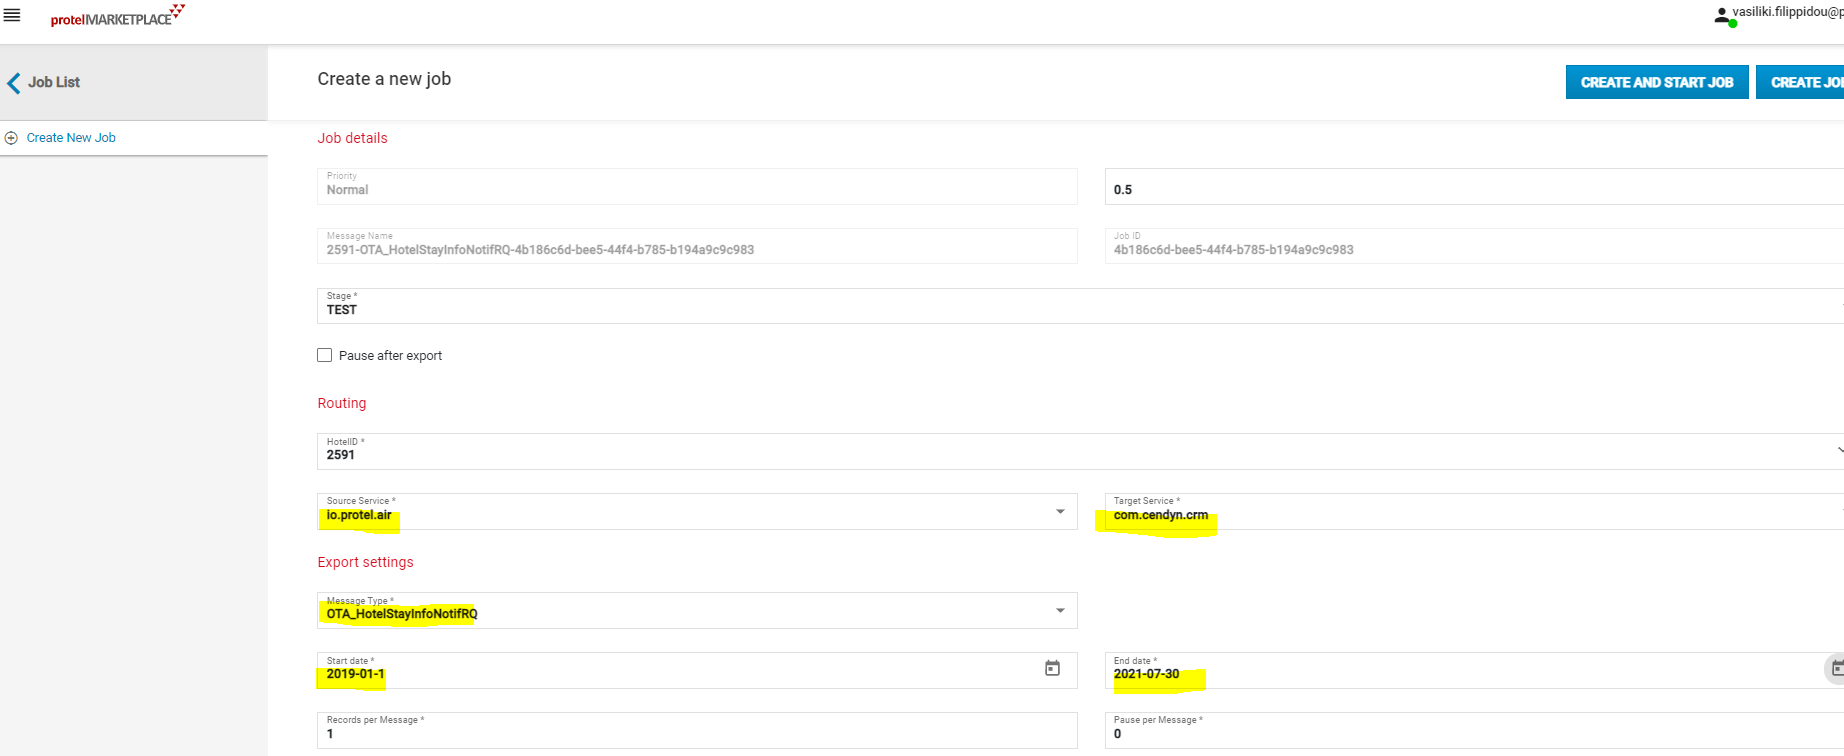 protelMARKETPLACE
vasiliki.filippidou@p
Job List
Create a new job
CREATE AND START JOB
CREATE JOB
Create New Job
Job details
Priority
Normal
0.5
Message Name
2591-OTA_HotelStayInfoNotifRQ-4b186c6d-bee5-44f4-b785-b194a9c9c983
Job ID
4b186c6d-bee5-44f4-b785-b194a9c9c983
Stage *
TEST
Pause after export
Routing
HotelID *
2591
Source Service *
io.protel.air
Target Service *
com.cendyn.crm
Export settings
Message Type *
OTA_HotelStayInfoNotifRQ
Start date *
2019-01-1
End date *
2021-07-30
Records per Message *
1
Pause per Message *
0